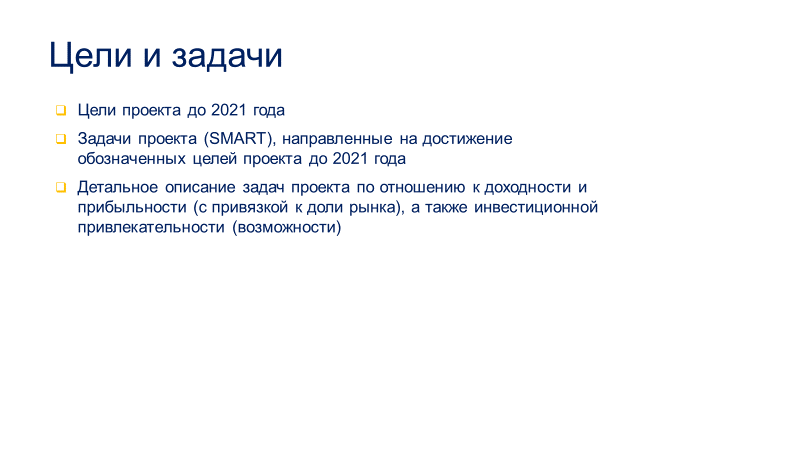 Цели и задачи
Цели проекта до 2021 года
Задачи проекта (SMART), направленные на достижение
обозначенных целей проекта до 2021 года
Детальное описание задач проекта по отношению к доходности и
прибыльности (с привязкой к доли рынка), а также инвестиционной
привлекательности (возможности)